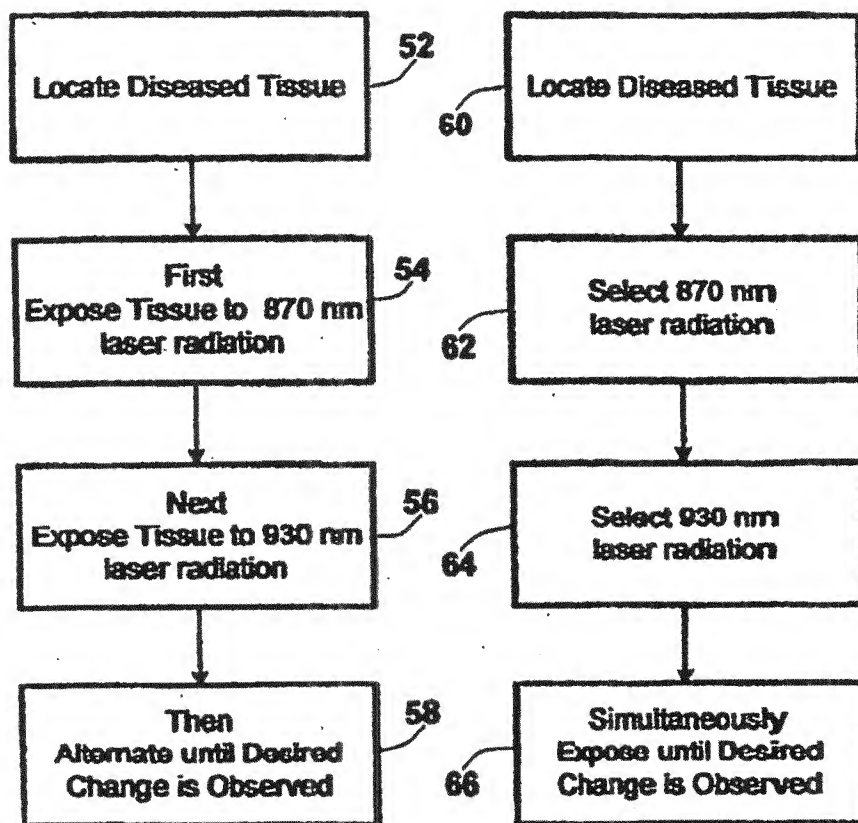 Locate Diseased Tissue
52
First
Expose Tissue to 870 nm
laser radiation
54
Next
Expose Tissue to 930 nm
laser radiation
56
Then
Alternate until Desired
Change is Observed
58
Locate Diseased Tissue
60
Select 870 nm
laser radiation
62
Select 930 nm
laser radiation
64
Simultaneously
Expose until Desired
Change is Observed
66